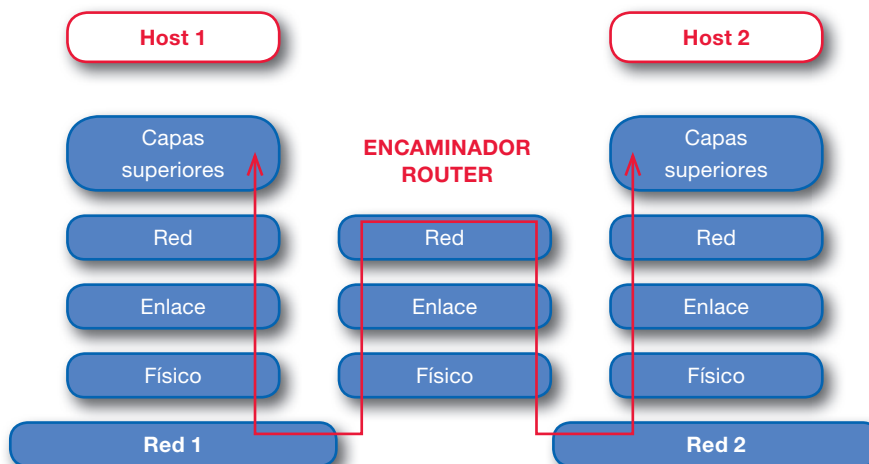 Host 1
Host 2
Capas
superiores
ENCAMINADOR
ROUTER
Capas
superiores
Red
Red
Red
Enlace
Enlace
Enlace
Físico
Físico
Físico
Red 1
Red 2